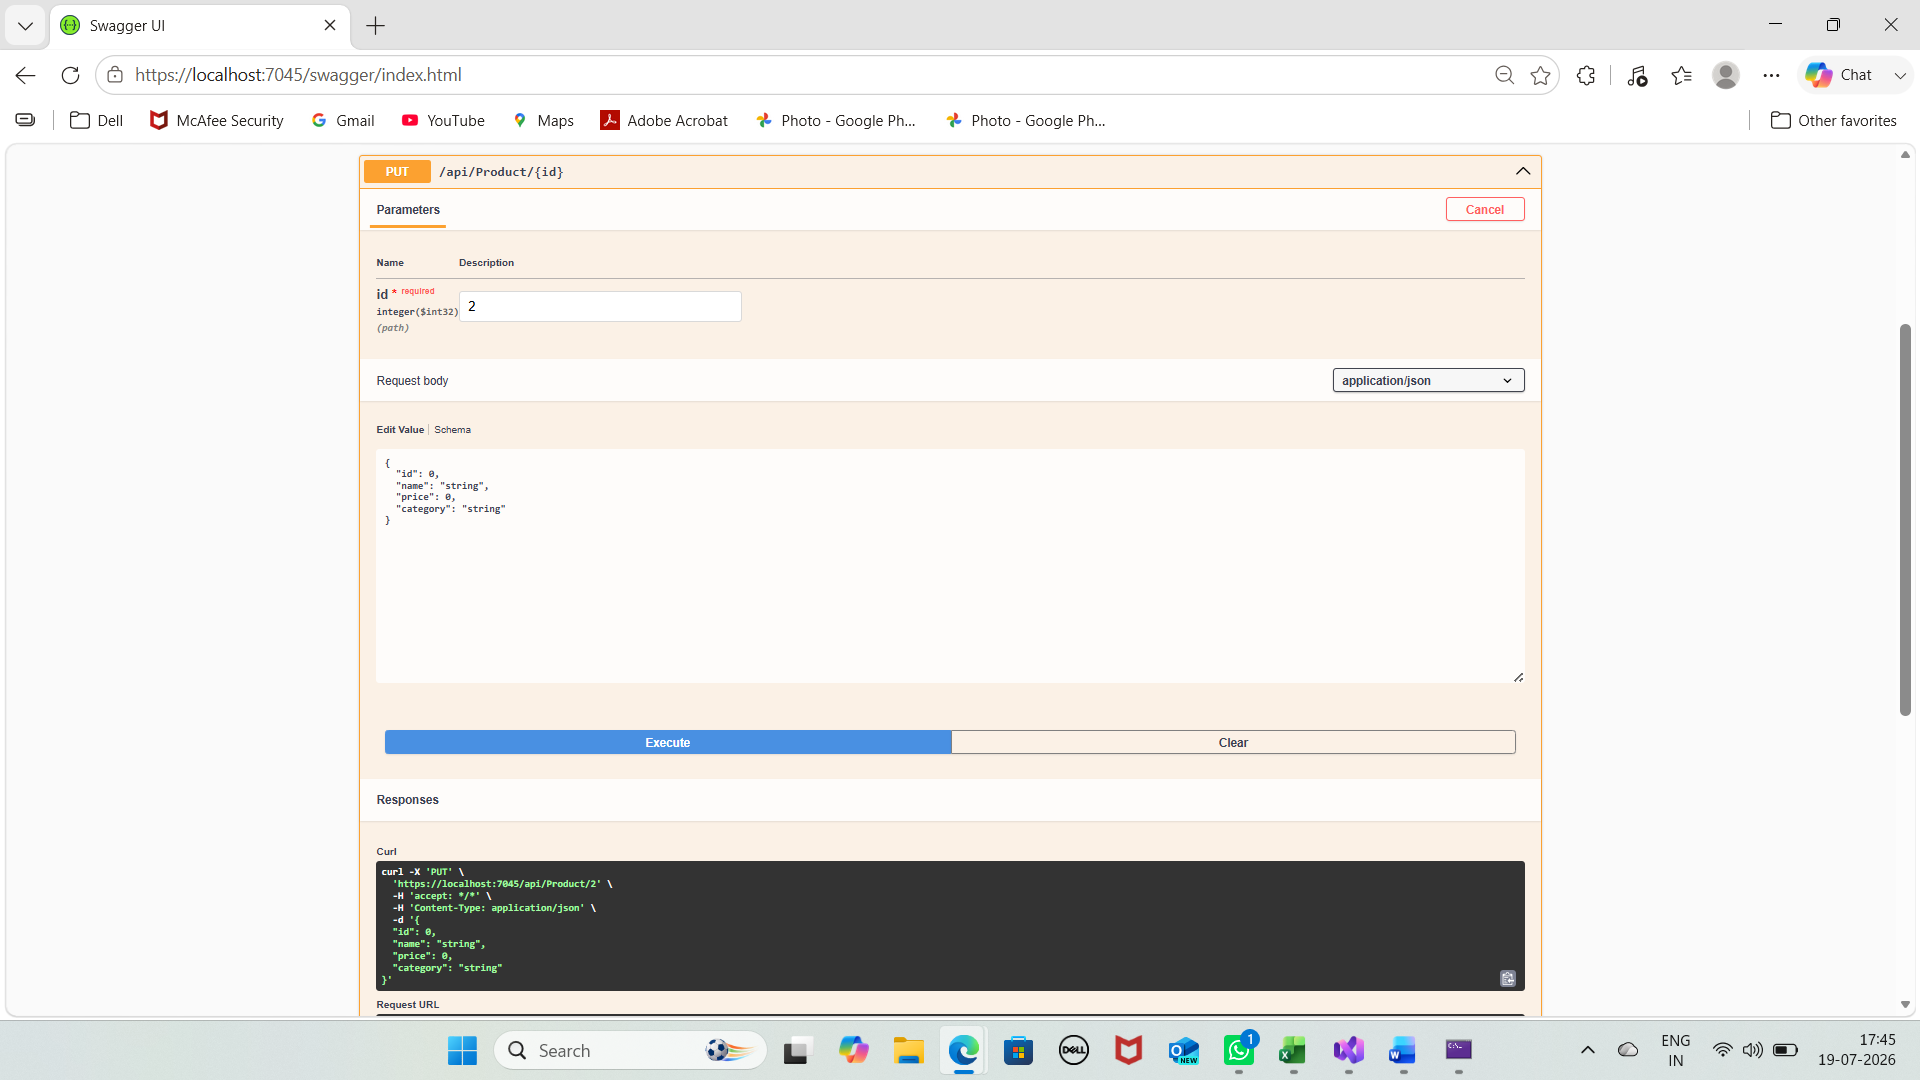 Swagger UI
https://localhost:7045/swagger/index.html
Chat
Dell
McAfee Security
Gmail
YouTube
Maps
Adobe Acrobat
Photo - Google Ph...
Photo - Google Ph...
Other favorites
PUT /api/Product/{id}
Parameters
Cancel
Name Description
id * required
integer($int32)
(path)
2
Request body
application/json
Edit Value | Schema
{
"id": 0,
"name": "string",
"price": 0,
"category": "string"
}
Execute
Clear
Responses
Curl
curl -X 'PUT' \
'https://localhost:7045/api/Product/2' \
-H 'accept: */*' \
-H 'Content-Type: application/json' \
-d '{
"id": 0,
"name": "string",
"price": 0,
"category": "string"
}'
Request URL
Search
DELL
NEW
1
ENG
IN
17:45
19-07-2026